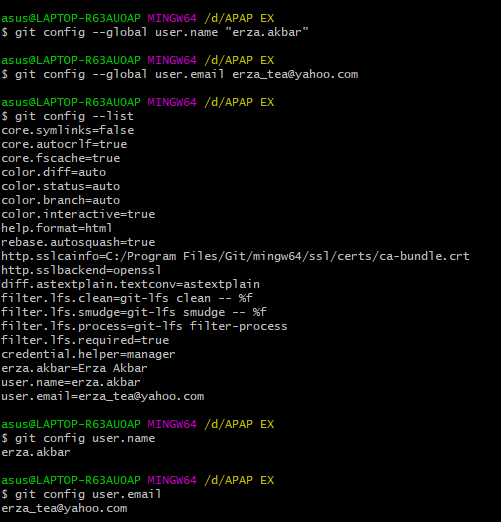 asus@LAPTOP-R63AUOAP MINGW64 /d/APAP EX
$ git config --global user.name "erza.akbar"
asus@LAPTOP-R63AUOAP MINGW64 /d/APAP EX
$ git config --global user.email erza_tea@yahoo.com
asus@LAPTOP-R63AUOAP MINGW64 /d/APAP EX
$ git config --list
core.symlinks=false
core.autocrlf=true
core.fscache=true
color.diff=auto
color.status=auto
color.branch=auto
color.interactive=true
help.format=html
rebase.autosquash=true
http.sslcainfo=C:/Program Files/Git/mingw64/ssl/certs/ca-bundle.crt
http.sslbackend=openssl
diff.astextplain.textconv=astextplain
filter.lfs.clean=git-lfs clean -- %f
filter.lfs.smudge=git-lfs smudge -- %f
filter.lfs.process=git-lfs filter-process
filter.lfs.required=true
credential.helper=manager
erza.akbar=Erza Akbar
user.name=erza.akbar
user.email=erza_tea@yahoo.com
asus@LAPTOP-R63AUOAP MINGW64 /d/APAP EX
$ git config user.name
erza.akbar
asus@LAPTOP-R63AUOAP MINGW64 /d/APAP EX
$ git config user.email
erza_tea@yahoo.com